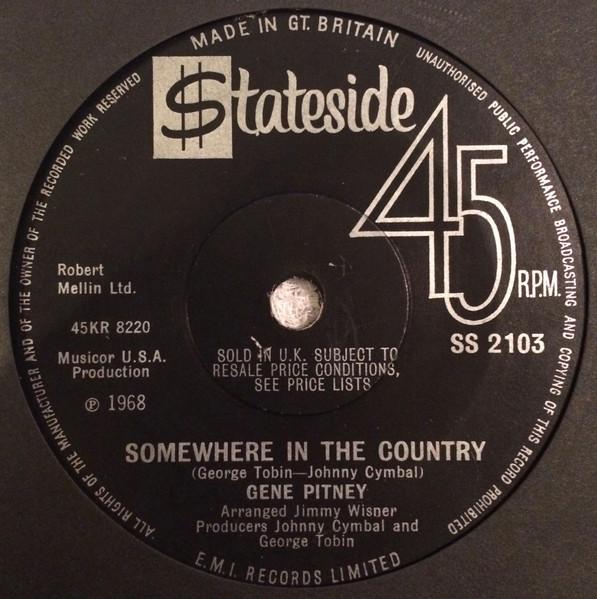 MADE IN GT. BRITAIN
UNAUTHORISED PUBLIC PERFORMANCE BROADCASTING AND COPYING OF THIS RECORD PROHIBITED
$tateside
45
R.P.M.
SS 2103
Robert
Mellin Ltd.
45KR 8220
Musicor U.S.A.
Production
℗ 1968
SOLD IN U.K. SUBJECT TO
RESALE PRICE CONDITIONS,
SEE PRICE LISTS
SOMEWHERE IN THE COUNTRY
(George Tobin—Johnny Cymbal)
GENE PITNEY
Arranged Jimmy Wisner
Producers Johnny Cymbal and
George Tobin
E.M.I. RECORDS LIMITED
ALL RIGHTS OF THE MANUFACTURER AND OF THE OWNER OF THE RECORDED WORK RESERVED